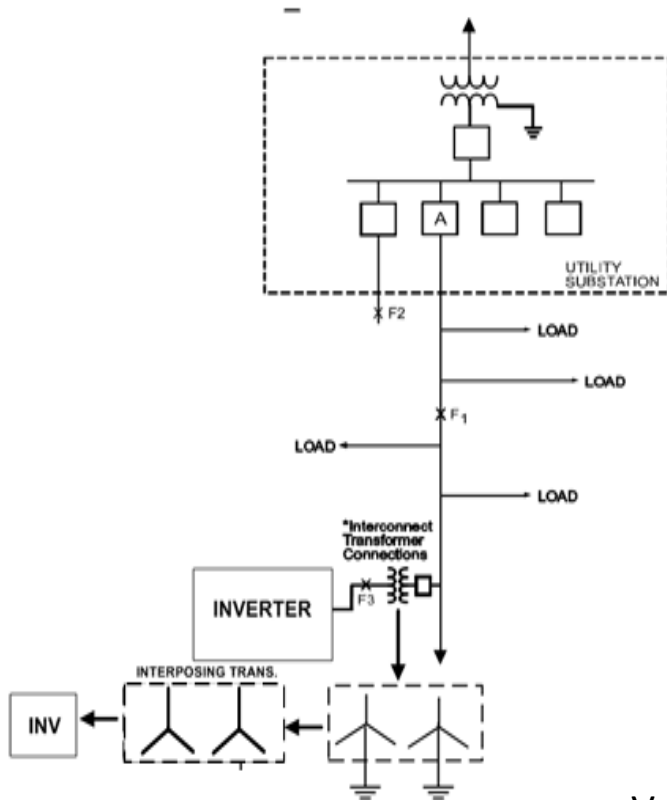 A
UTILITY
SUBSTATION
F2
LOAD
LOAD
F1
LOAD
LOAD
*Interconnect
Transformer
Connections
F3
INVERTER
INTERPOSING TRANS.
INV